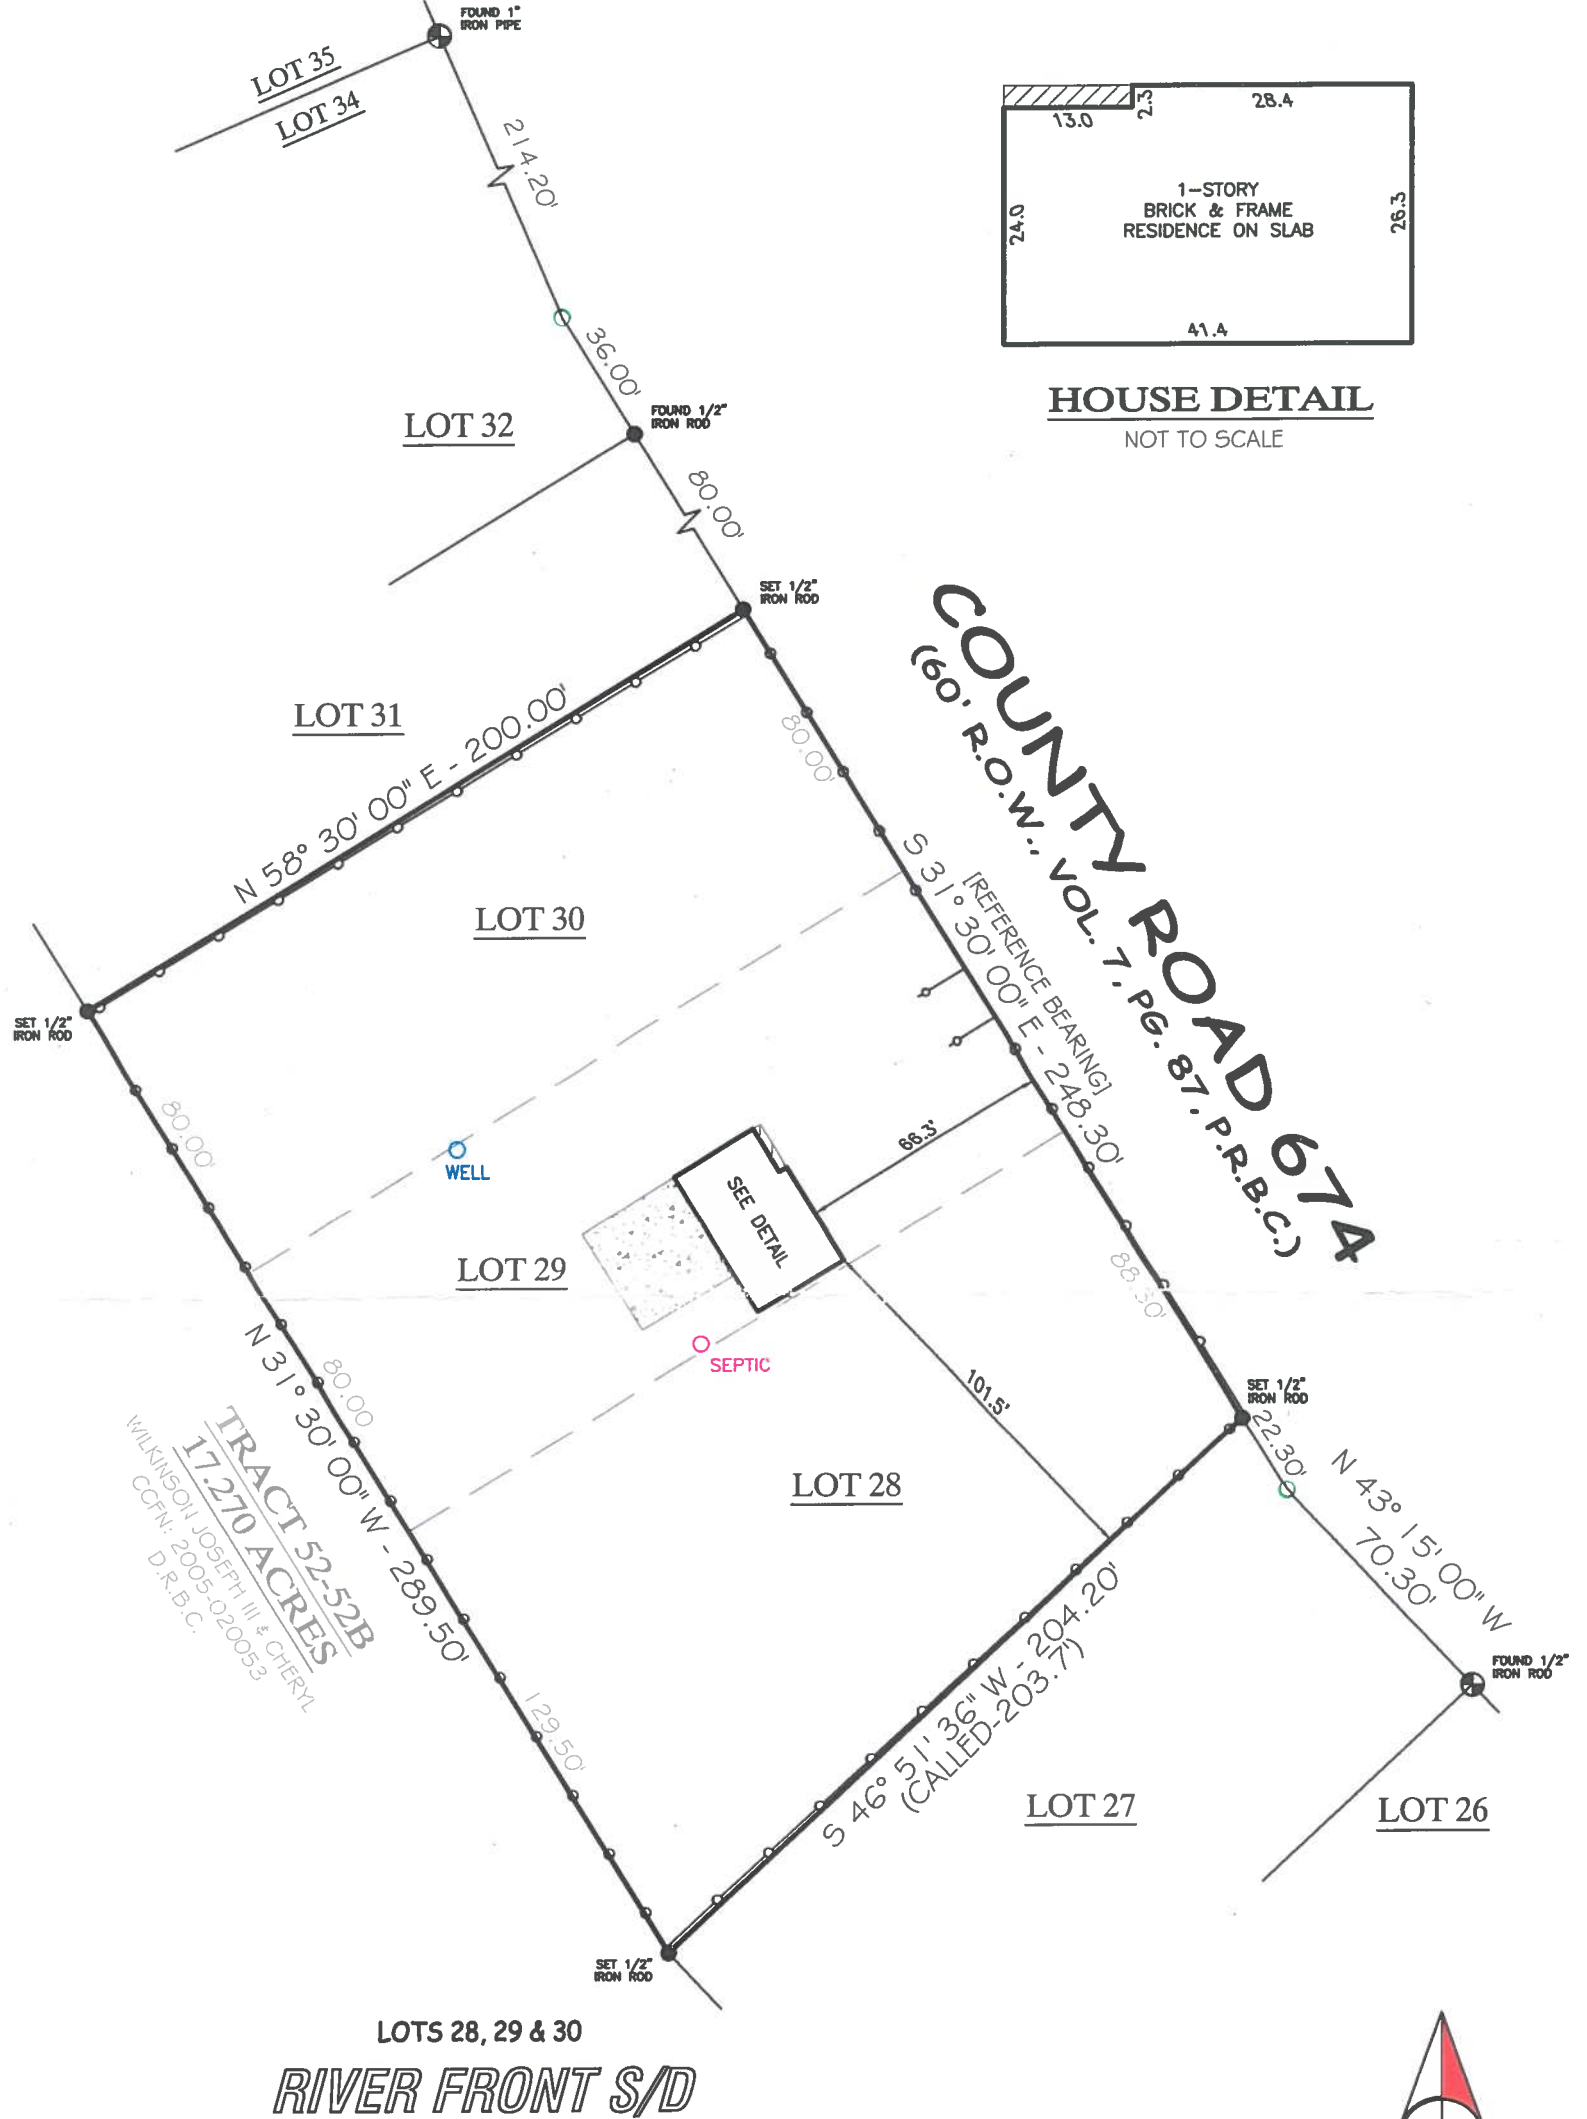 FOUND 1"
IRON PIPE
LOT 35
LOT 34
214.20'
28.4
2.3
13.0
1-STORY
BRICK & FRAME
RESIDENCE ON SLAB
24.0
26.3
41.4
HOUSE DETAIL
NOT TO SCALE
36.00'
LOT 32
FOUND 1/2"
IRON ROD
80.00'
SET 1/2"
IRON ROD
COUNTY ROAD 674
(60' R.O.W., VOL. 7, PG. 87, P.R.B.C.)
LOT 31
N 58° 30' 00" E - 200.00'
80.00'
S 31° 30' 00" E - 248.30'
[REFERENCE BEARING]
LOT 30
SET 1/2"
IRON ROD
80.00'
WELL
66.3'
SEE DETAIL
LOT 29
88.30'
N 31° 30' 00" W - 289.50'
80.00
SEPTIC
101.5'
SET 1/2"
IRON ROD
22.30'
N 43° 15' 00" W
70.30'
TRACT 52-52B
17.270 ACRES
WILKINSON JOSEPH III & CHERYL
CCFN: 2005-020053
D.R.B.C.
LOT 28
S 46° 51' 36" W - 204.20'
(CALLED-203.7')
FOUND 1/2"
IRON ROD
129.50'
LOT 27
LOT 26
SET 1/2"
IRON ROD
LOTS 28, 29 & 30
RIVER FRONT S/D